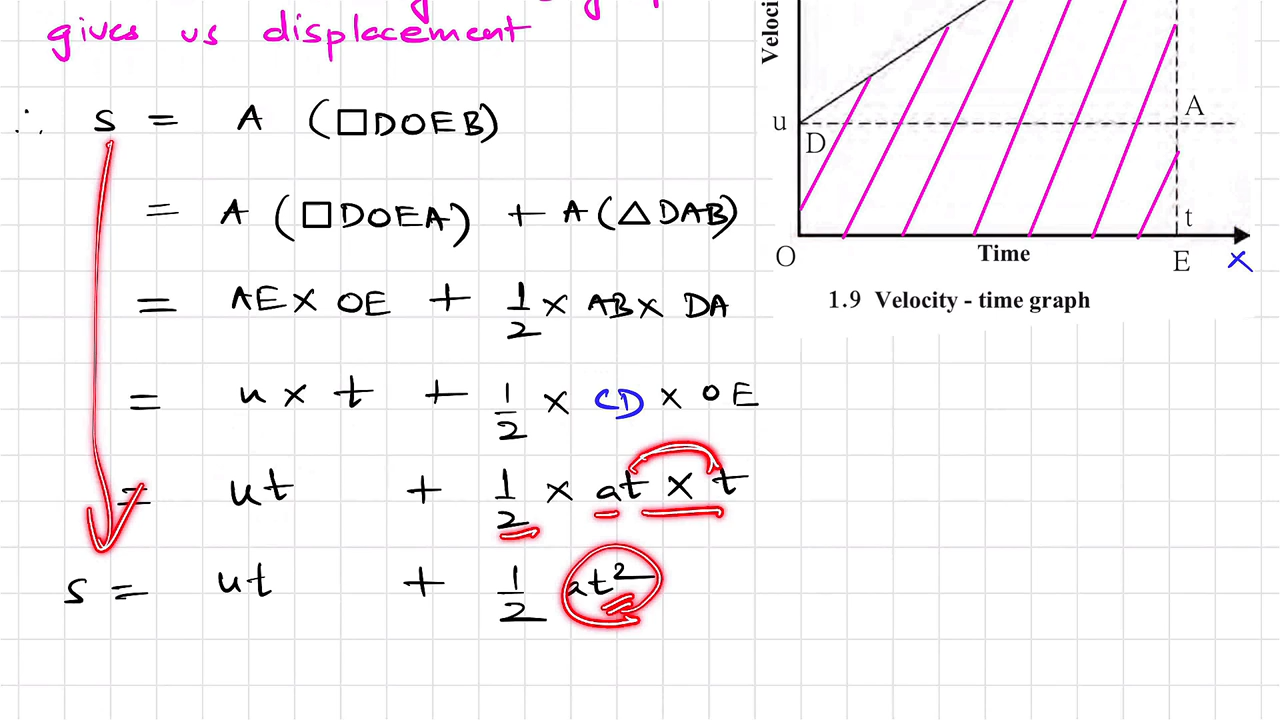 gives us displacement
∴ s = A (□DOEB)
= A (□DOEA) + A(△DAB)
= AE × OE + 1/2 × AB × DA
= u × t + 1/2 × CD × OE
= ut + 1/2 × at × t
s = ut + 1/2 at²
u
D
A
t
O
Time
E
X
1.9 Velocity - time graph